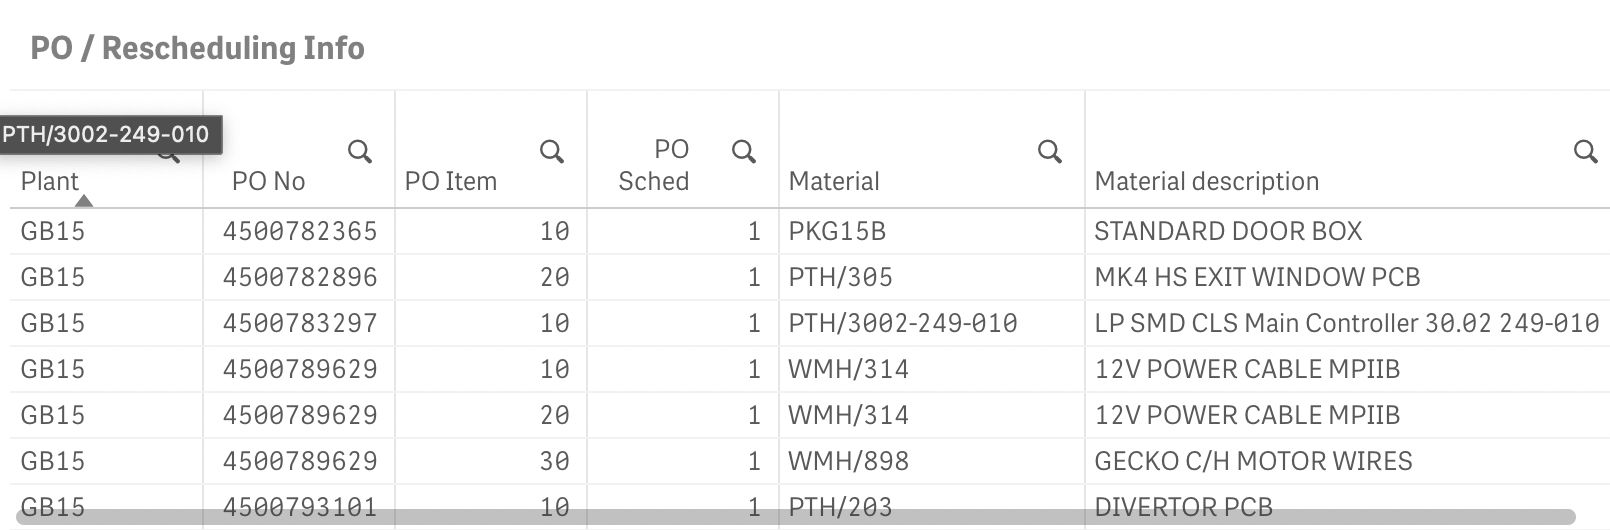 PO / Rescheduling Info
PTH/3002-249-010
Plant PO No PO Item PO Sched Material Material description
GB15 4500782365 10 1 PKG15B STANDARD DOOR BOX
GB15 4500782896 20 1 PTH/305 MK4 HS EXIT WINDOW PCB
GB15 4500783297 10 1 PTH/3002-249-010 LP SMD CLS Main Controller 30.02 249-010
GB15 4500789629 10 1 WMH/314 12V POWER CABLE MPIIB
GB15 4500789629 20 1 WMH/314 12V POWER CABLE MPIIB
GB15 4500789629 30 1 WMH/898 GECKO C/H MOTOR WIRES
GB15 4500793101 10 1 PTH/203 DIVERTOR PCB